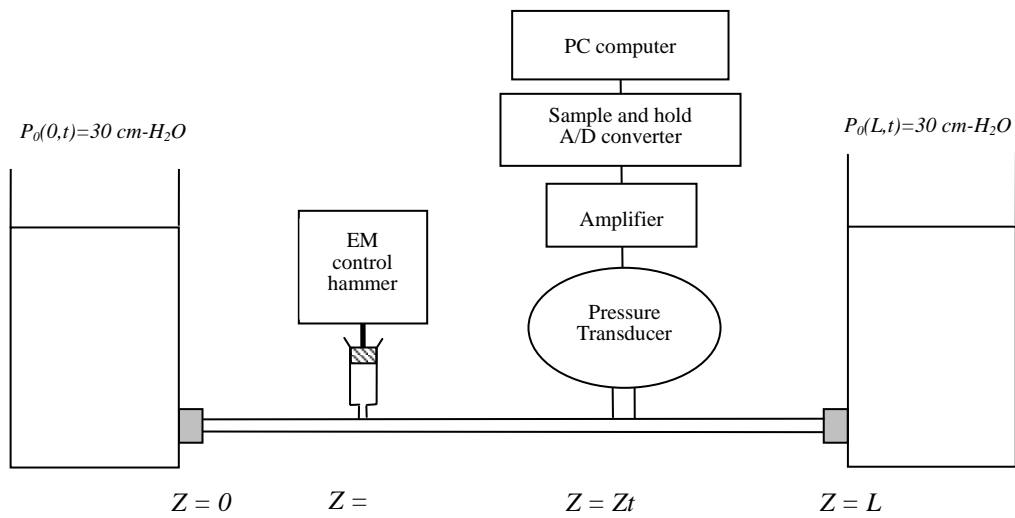 PC computer
Sample and hold
A/D converter
P₀(0,t)=30 cm-H₂O
P₀(L,t)=30 cm-H₂O
Amplifier
EM
control
hammer
Pressure
Transducer
Z = 0
Z =
Z = Zt
Z = L